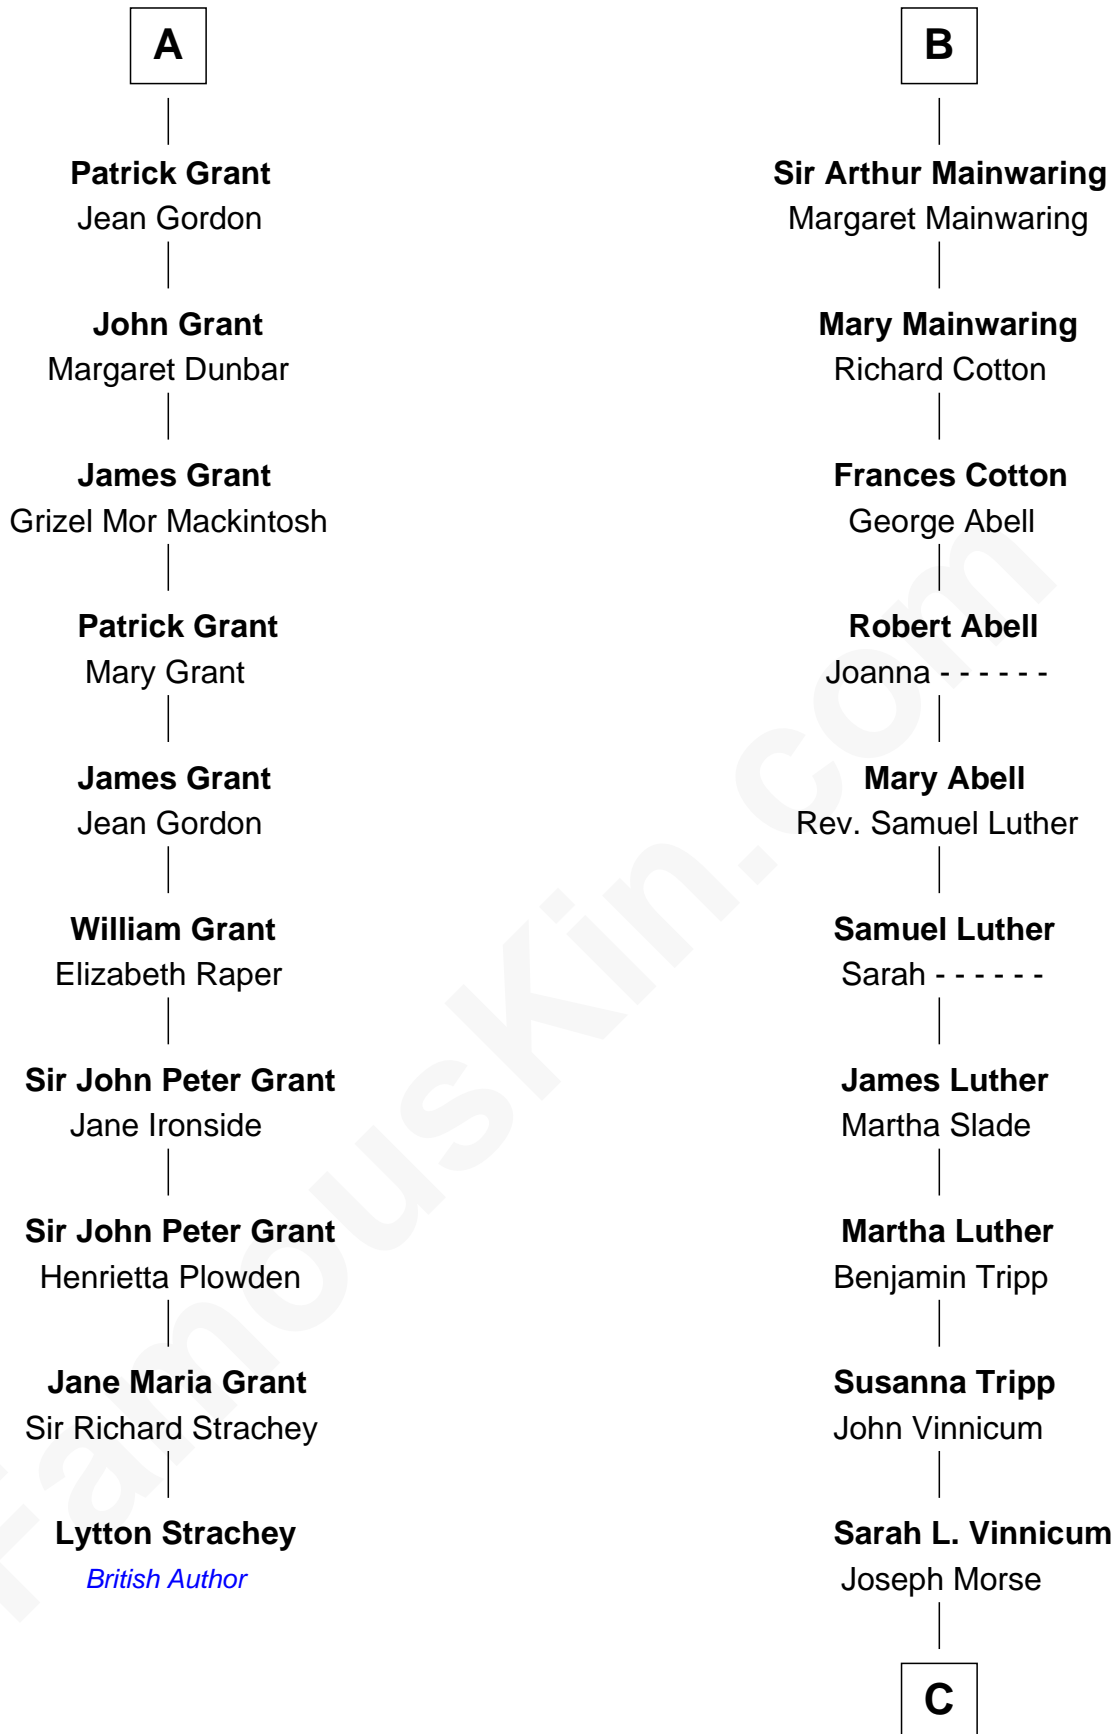 A
Patrick Grant
Jean Gordon
John Grant
Margaret Dunbar
James Grant
Grizel Mor Mackintosh
Patrick Grant
Mary Grant
James Grant
Jean Gordon
William Grant
Elizabeth Raper
Sir John Peter Grant
Jane Ironside
Sir John Peter Grant
Henrietta Plowden
Jane Maria Grant
Sir Richard Strachey
Lytton Strachey
British Author
B
Sir Arthur Mainwaring
Margaret Mainwaring
Mary Mainwaring
Richard Cotton
Frances Cotton
George Abell
Robert Abell
Joanna - - - - - -
Mary Abell
Rev. Samuel Luther
Samuel Luther
Sarah - - - - - -
James Luther
Martha Slade
Martha Luther
Benjamin Tripp
Susanna Tripp
John Vinnicum
Sarah L. Vinnicum
Joseph Morse
C
FamousKin.com